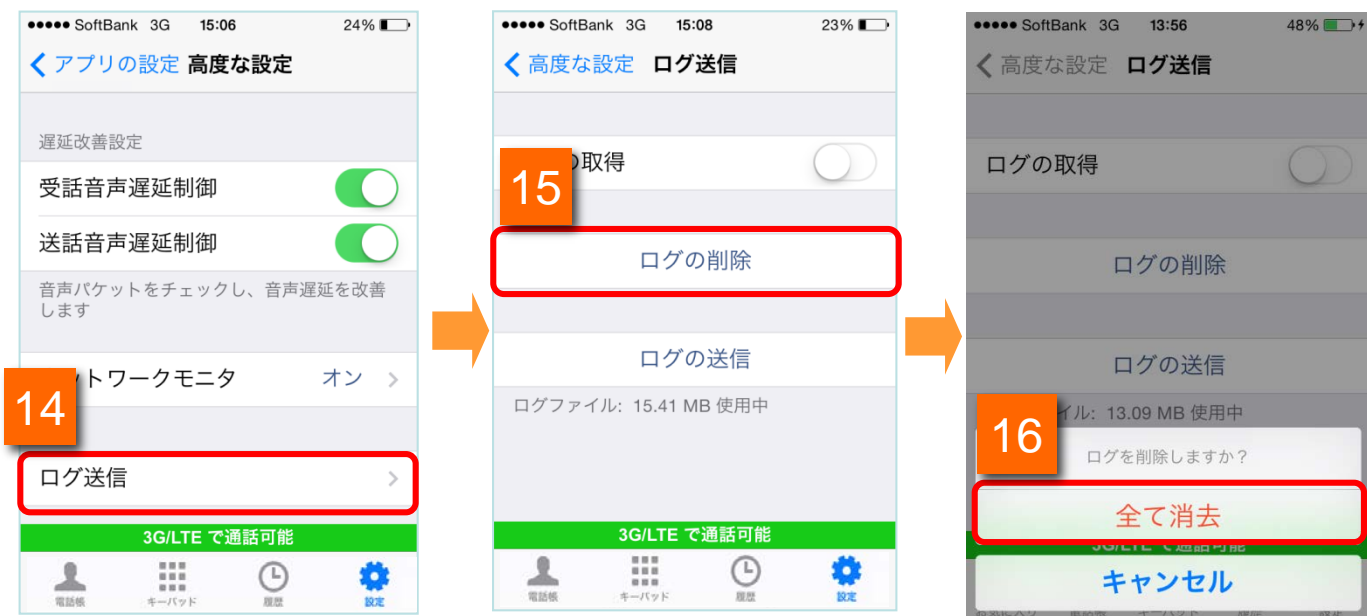 ●●●●● SoftBank 3G 15:06 24%
アプリの設定 高度な設定
遅延改善設定
受話音声遅延制御
送話音声遅延制御
音声パケットをチェックし、音声遅延を改善
します
ットワークモニタ オン
14
ログ送信
3G/LTE で通話可能
電話帳 キーパッド 履歴 設定
●●●●● SoftBank 3G 15:08 23%
高度な設定 ログ送信
の取得
15
ログの削除
ログの送信
ログファイル: 15.41 MB 使用中
3G/LTE で通話可能
電話帳 キーパッド 履歴 設定
●●●●● SoftBank 3G 13:56 48%
高度な設定 ログ送信
ログの取得
ログの削除
ログの送信
イル: 13.09 MB 使用中
16
ログを削除しますか？
全て消去
3G/LTE で通話可能
キャンセル